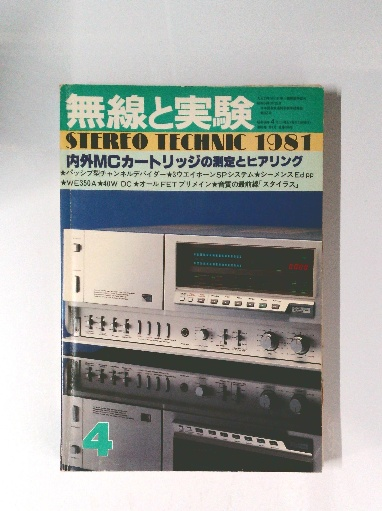 無線と実験
STEREO TECHNIC 1981
内外MCカートリッジの測定とヒアリング
★パッシブ型チャンネルデバイダー★3ウエイホーンSPシステム★シーメンスEd pp
★WE350A★40W DC★オールFETプリメイン★音質の最前線「スタイラス」
4